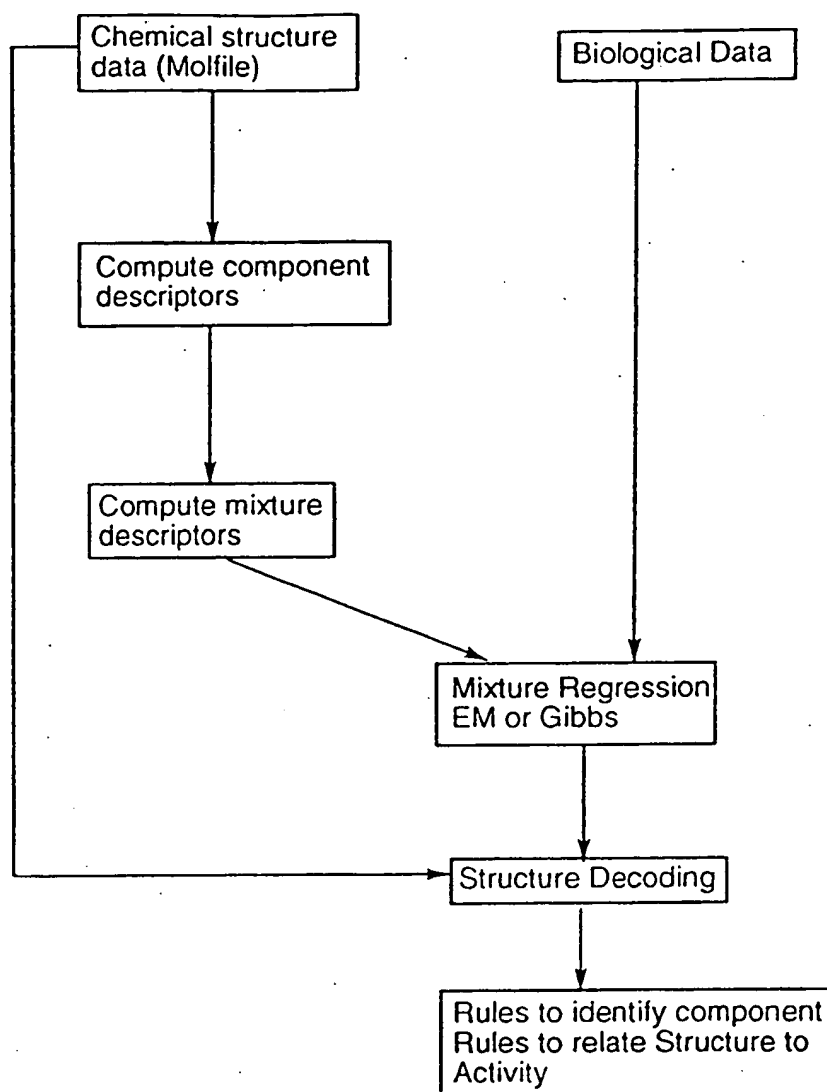 Chemical structure
data (Molfile)
Biological Data
Compute component
descriptors
Compute mixture
descriptors
Mixture Regression
EM or Gibbs
Structure Decoding
Rules to identify component
Rules to relate Structure to
Activity